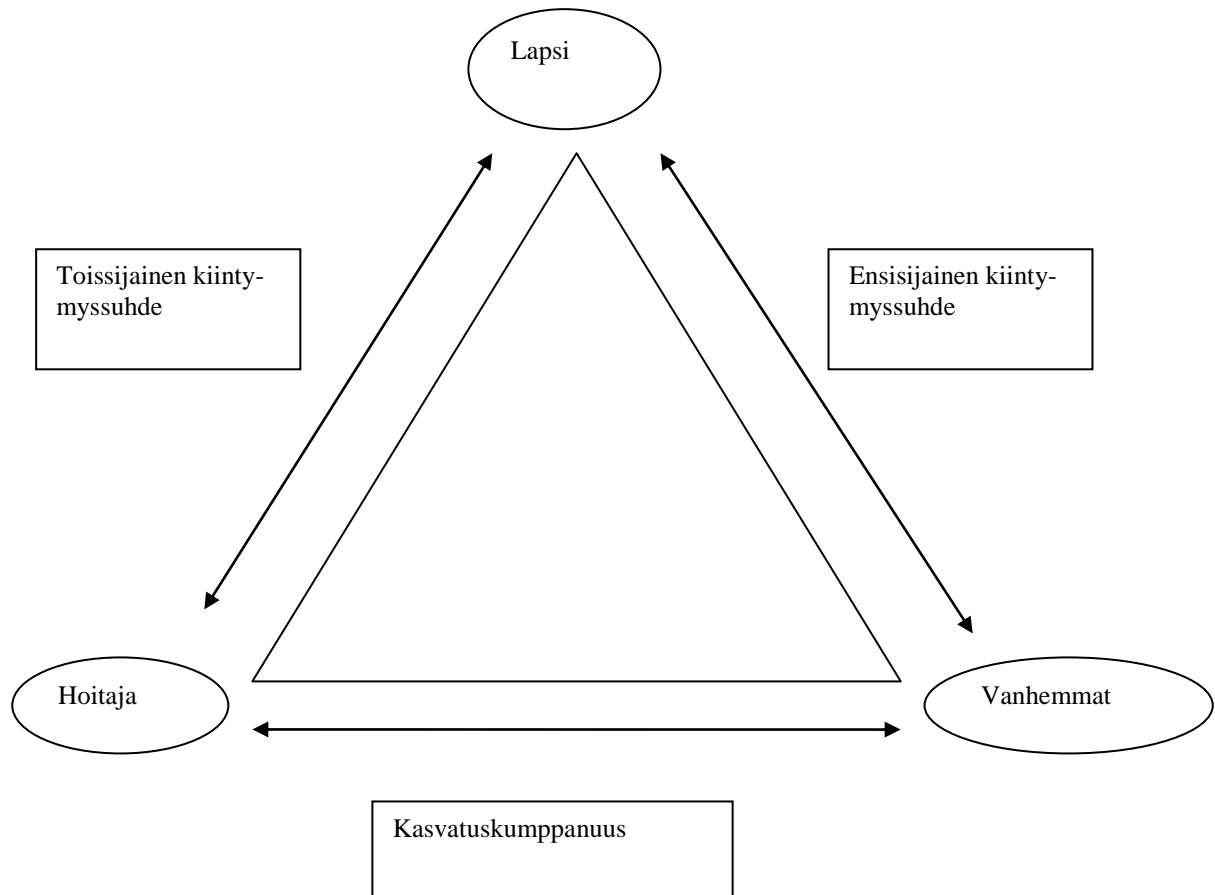 Lapsi
Toissijainen kiinty-
myssuhde
Ensisijainen kiinty-
myssuhde
Hoitaja
Vanhemmat
Kasvatuskumppanuus